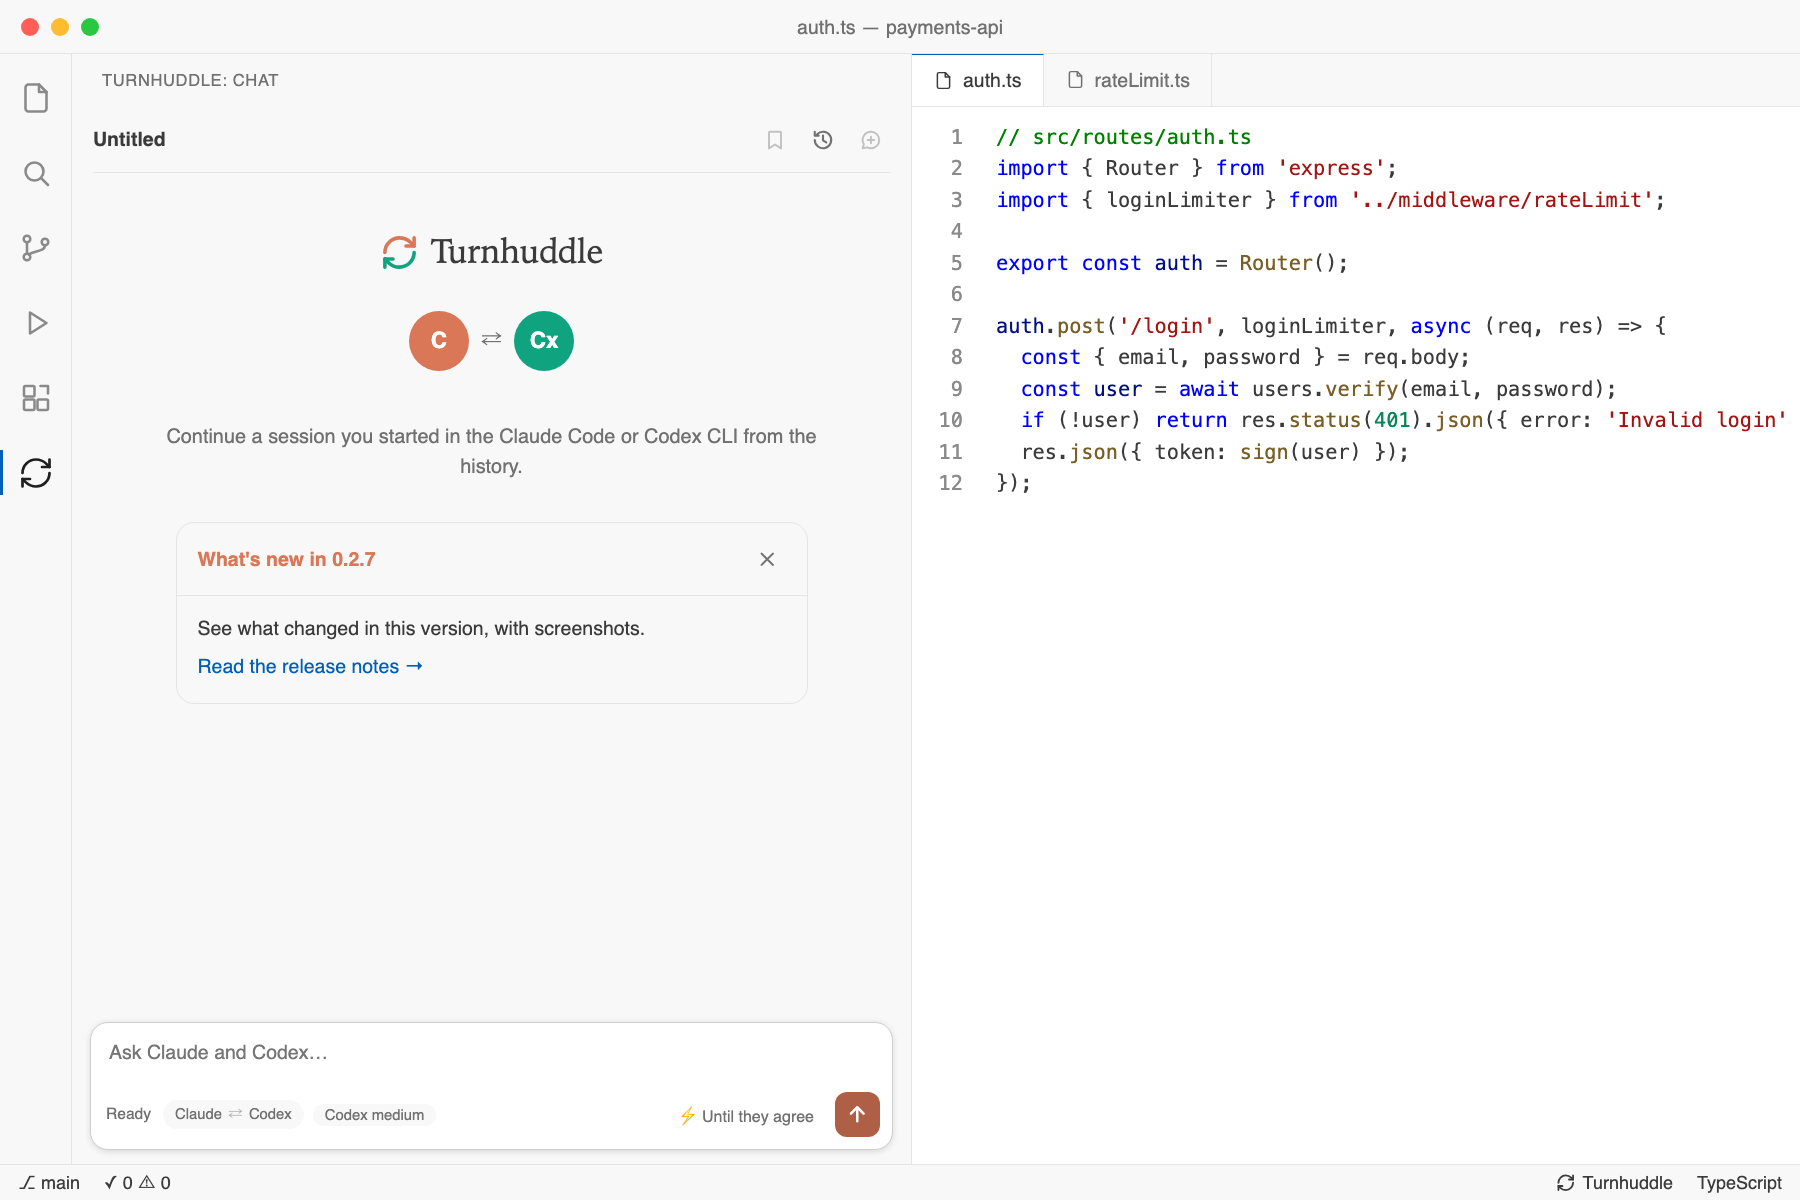 auth.ts — payments-api
TURNHUDDLE: CHAT
Untitled
Turnhuddle
C ⇄ Cx
Continue a session you started in the Claude Code or Codex CLI from the
history.
What's new in 0.2.7
See what changed in this version, with screenshots.
Read the release notes →
Ask Claude and Codex…
Ready Claude ⇄ Codex Codex medium ⚡ Until they agree
auth.ts rateLimit.ts
1 // src/routes/auth.ts
2 import { Router } from 'express';
3 import { loginLimiter } from '../middleware/rateLimit';
4
5 export const auth = Router();
6
7 auth.post('/login', loginLimiter, async (req, res) => {
8   const { email, password } = req.body;
9   const user = await users.verify(email, password);
10   if (!user) return res.status(401).json({ error: 'Invalid login'
11   res.json({ token: sign(user) });
12 });
main ✓ 0 ⚠ 0
Turnhuddle TypeScript